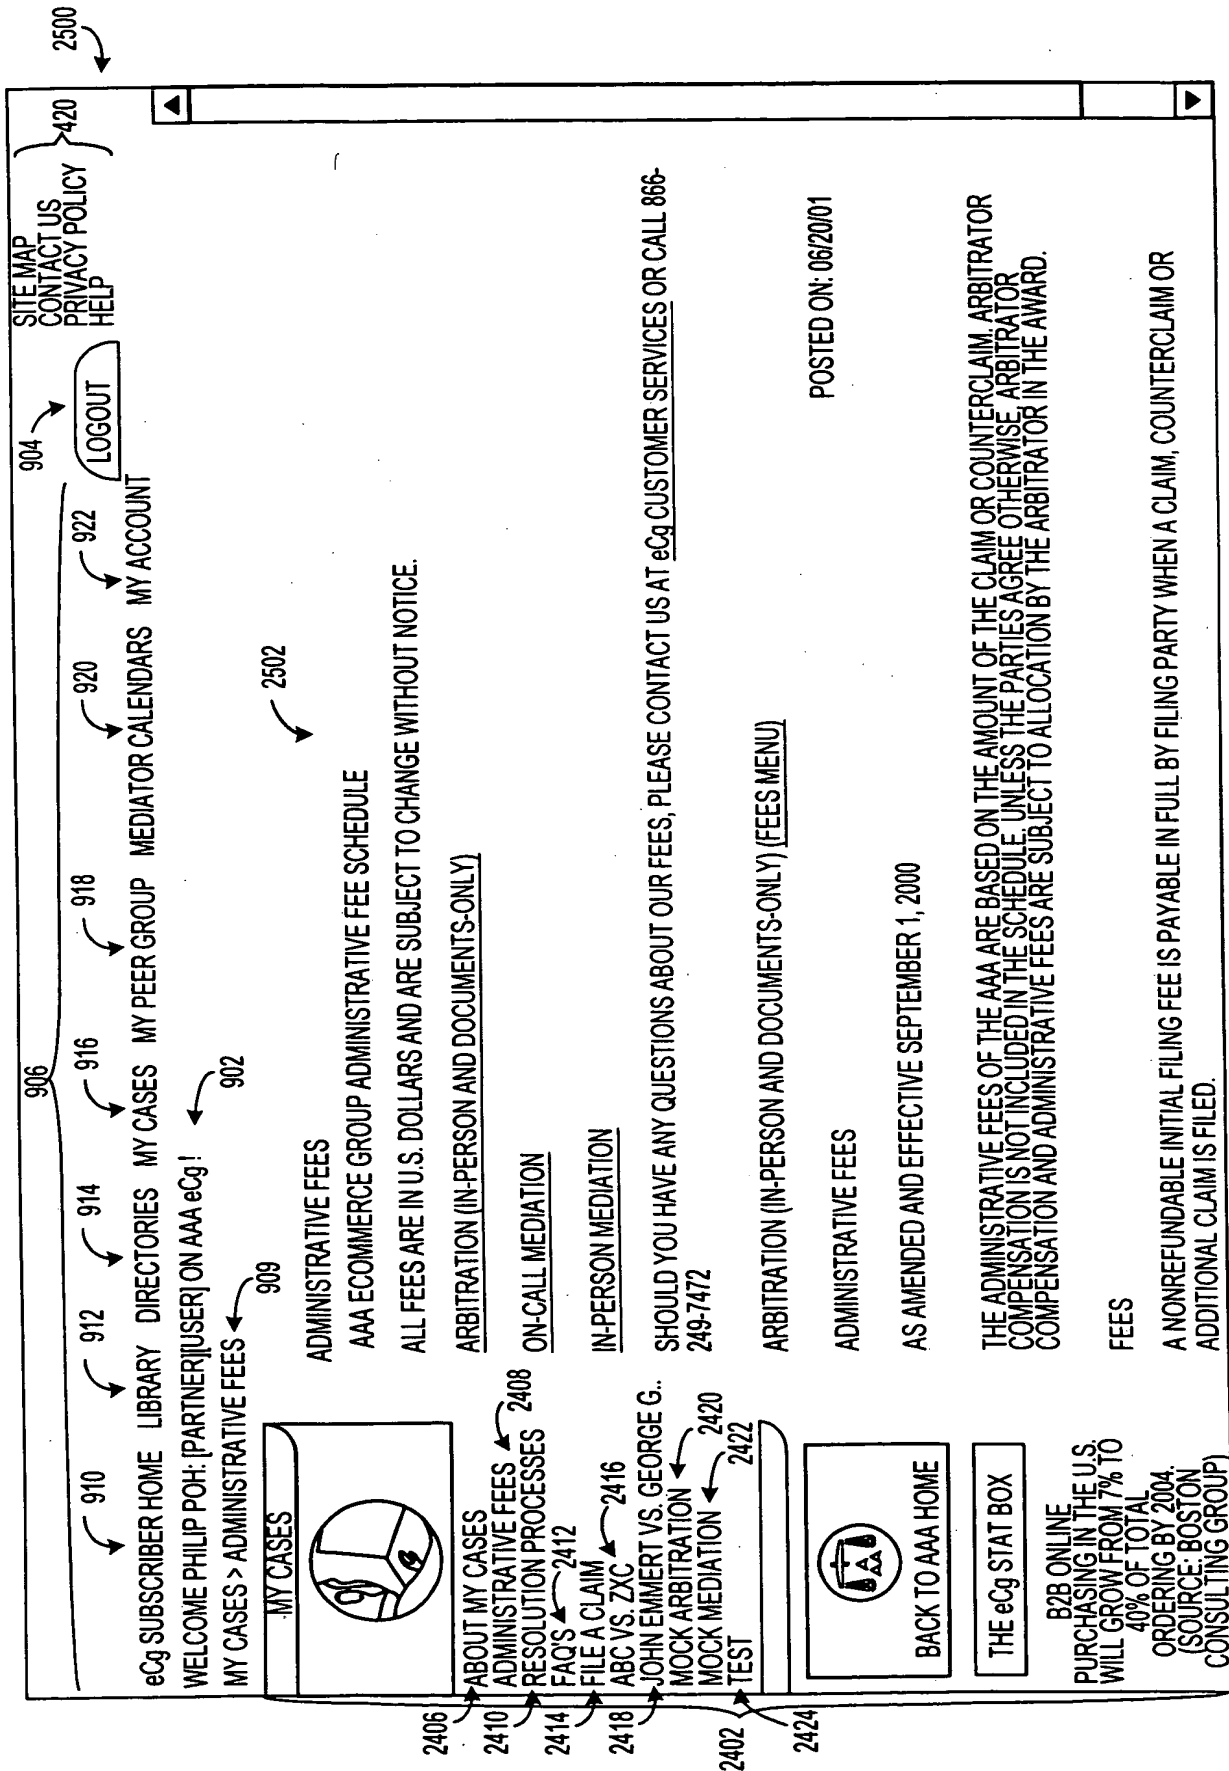 2500
SITE MAP
CONTACT US
PRIVACY POLICY
HELP
420
904
LOGOUT
906
910
912
914
916
918
920
922
eCg SUBSCRIBER HOME LIBRARY DIRECTORIES MY CASES MY PEER GROUP MEDIATOR CALENDARS MY ACCOUNT
WELCOME PHILIP POH: [PARTNER][USER] ON AAA eCg !
902
MY CASES > ADMINISTRATIVE FEES
909
MY CASES
2406
ABOUT MY CASES
ADMINISTRATIVE FEES
2408
2410
RESOLUTION PROCESSES
FAQ'S
2412
2414
FILE A CLAIM
ABC VS. ZXC
2416
2418
JOHN EMMERT VS. GEORGE G..
MOCK ARBITRATION
2420
MOCK MEDIATION
2422
TEST
2424
2402
AAA
BACK TO AAA HOME
THE eCg STAT BOX
B2B ONLINE
PURCHASING IN THE U.S.
WILL GROW FROM 7% TO
40% OF TOTAL
ORDERING BY 2004.
(SOURCE: BOSTON
CONSULTING GROUP)
2502
ADMINISTRATIVE FEES
AAA ECOMMERCE GROUP ADMINISTRATIVE FEE SCHEDULE
ALL FEES ARE IN U.S. DOLLARS AND ARE SUBJECT TO CHANGE WITHOUT NOTICE.
ARBITRATION (IN-PERSON AND DOCUMENTS-ONLY)
ON-CALL MEDIATION
IN-PERSON MEDIATION
SHOULD YOU HAVE ANY QUESTIONS ABOUT OUR FEES, PLEASE CONTACT US AT eCg CUSTOMER SERVICES OR CALL 866-
249-7472
ARBITRATION (IN-PERSON AND DOCUMENTS-ONLY) (FEES MENU)
POSTED ON: 06/20/01
ADMINISTRATIVE FEES
AS AMENDED AND EFFECTIVE SEPTEMBER 1, 2000
THE ADMINISTRATIVE FEES OF THE AAA ARE BASED ON THE AMOUNT OF THE CLAIM OR COUNTERCLAIM. ARBITRATOR
COMPENSATION IS NOT INCLUDED IN THE SCHEDULE. UNLESS THE PARTIES AGREE OTHERWISE, ARBITRATOR
COMPENSATION AND ADMINISTRATIVE FEES ARE SUBJECT TO ALLOCATION BY THE ARBITRATOR IN THE AWARD.
FEES
A NONREFUNDABLE INITIAL FILING FEE IS PAYABLE IN FULL BY FILING PARTY WHEN A CLAIM, COUNTERCLAIM OR
ADDITIONAL CLAIM IS FILED.